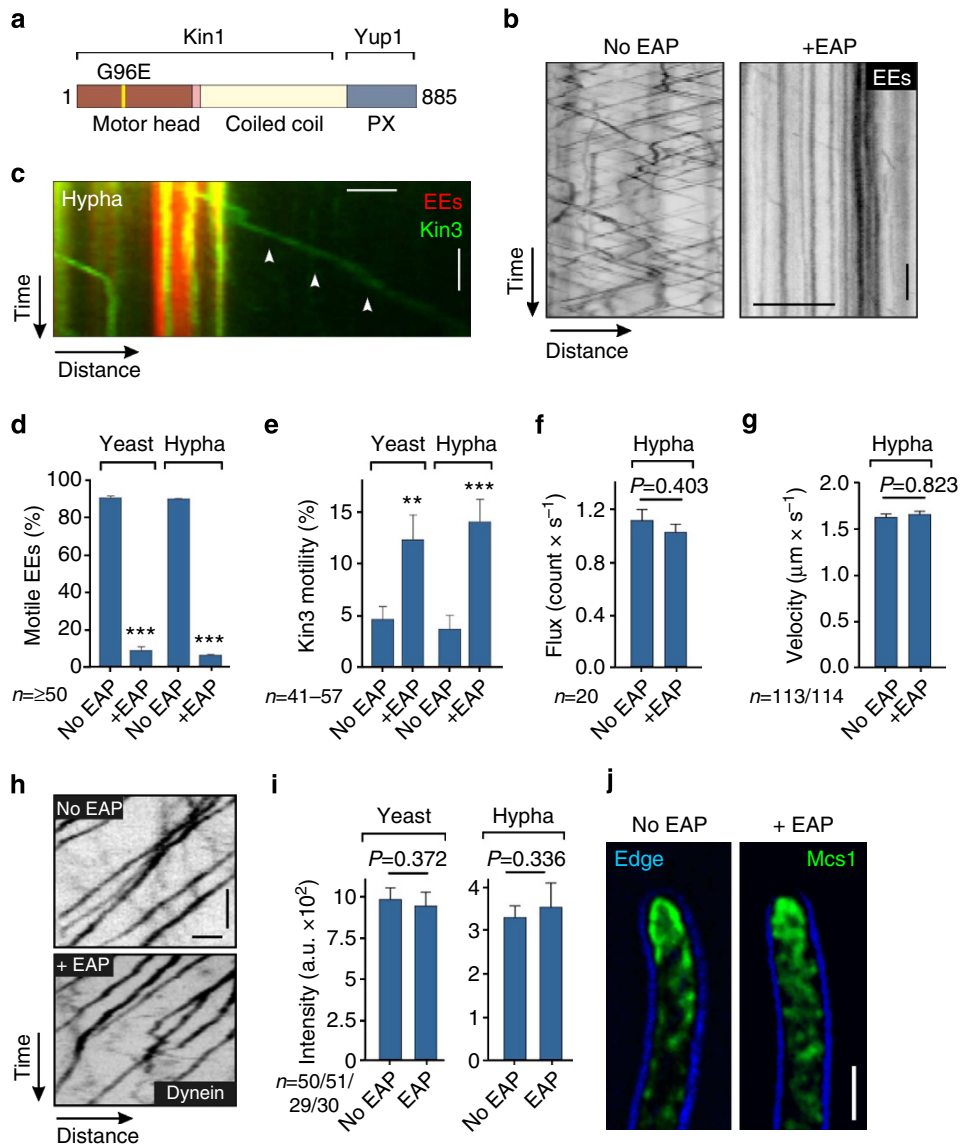 a
Kin1 Yup1
G96E
1 885
Motor head Coiled coil PX
b
No EAP +EAP
EEs
Time
Distance
c
Hypha EEs
Kin3
Time
Distance
d
Yeast Hypha
Motile EEs (%)
100
90
60
30
10
0
*** ***
n=≥50
No EAP +EAP No EAP +EAP
e
Yeast Hypha
Kin3 motility (%)
15
10
5
0
** ***
n=41–57
No EAP +EAP No EAP +EAP
f
Hypha
P=0.403
Flux (count × s⁻¹)
1.2
0.8
0.4
0.0
n=20
No EAP +EAP
g
Hypha
P=0.823
Velocity (μm × s⁻¹)
2.0
1.5
1.0
0.5
0.0
n=113/114
No EAP +EAP
h
No EAP
+ EAP
Dynein
Time
Distance
i
Yeast Hypha
P=0.372 P=0.336
Intensity (a.u. ×10²)
10
7
5
2
0
4
3
2
1
0
n=50/51/
29/30
No EAP EAP No EAP EAP
j
No EAP + EAP
Edge Mcs1